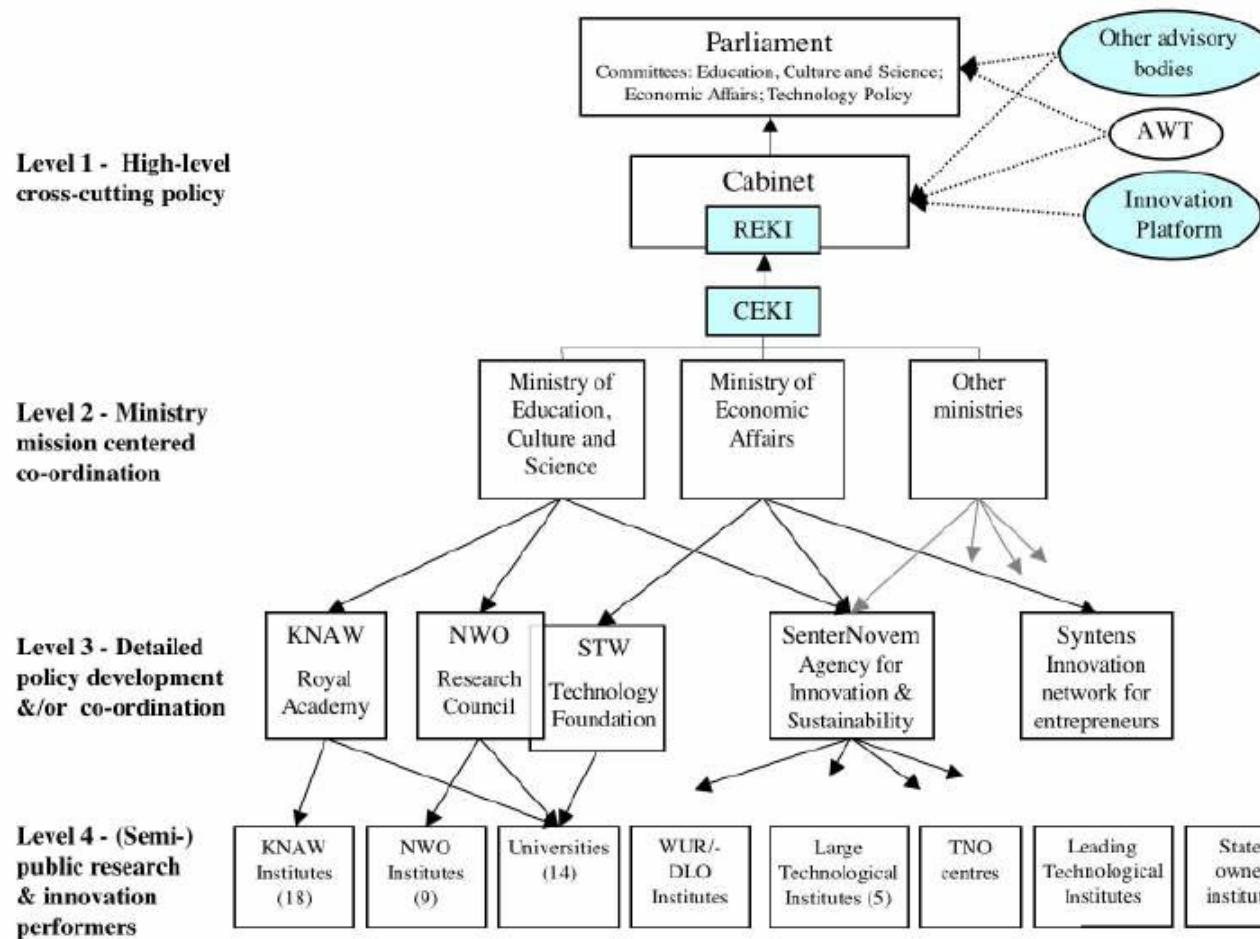 Parliament
Committees: Education, Culture and Science;
Economic Affairs; Technology Policy
Other advisory
bodies
AWT
Innovation
Platform
Level 1 - High-level
cross-cutting policy
Cabinet
REKI
CEKI
Level 2 - Ministry
mission centered
co-ordination
Ministry of
Education,
Culture and
Science
Ministry of
Economic
Affairs
Other
ministries
Level 3 - Detailed
policy development
&/or co-ordination
KNAW
Royal
Academy
NWO
Research
Council
STW
Technology
Foundation
SenterNovem
Agency for
Innovation &
Sustainability
Syntens
Innovation
network for
entrepreneurs
Level 4 - (Semi-)
public research
& innovation
performers
KNAW
Institutes
(18)
NWO
Institutes
(9)
Universities
(14)
WUR/-
DLO
Institutes
Large
Technological
Institutes (5)
TNO
centres
Leading
Technological
Institutes
State
owne
institut